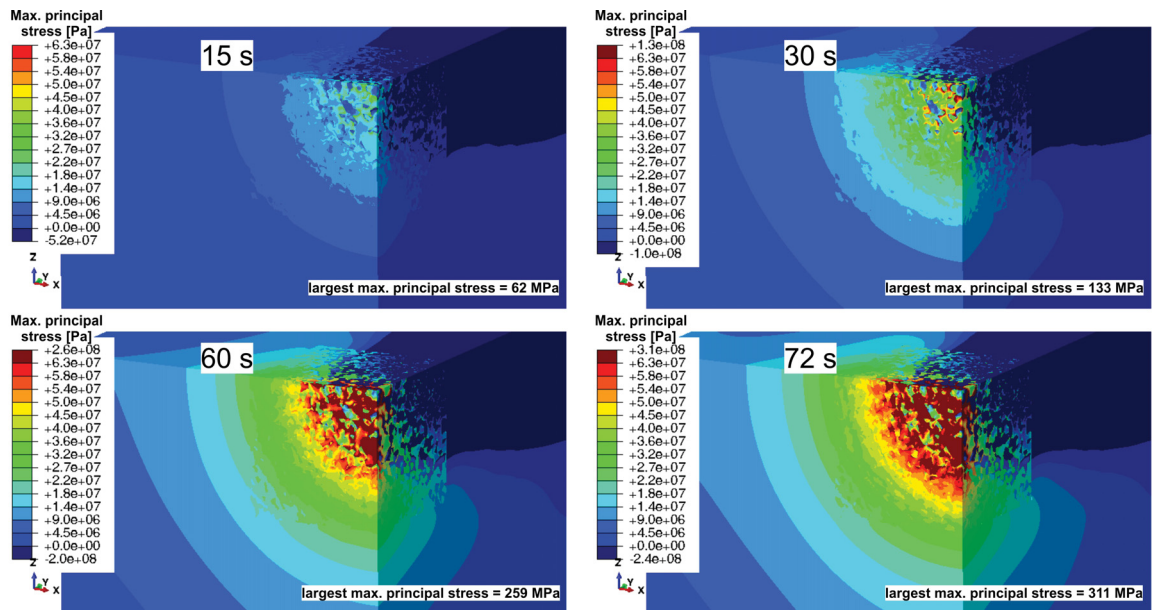 Max. principal
stress [Pa]
15 s
+6.3e+07
+5.8e+07
+5.4e+07
+4.9e+07
+4.5e+07
+4.0e+07
+3.6e+07
+3.2e+07
+2.7e+07
+2.2e+07
+1.8e+07
+1.4e+07
+9.0e+06
+4.5e+06
+0.0e+00
-5.2e+07
Z
Y
X
largest max. principal stress = 62 MPa
Max. principal
stress [Pa]
30 s
+1.3e+08
+6.3e+07
+5.8e+07
+5.4e+07
+5.0e+07
+4.5e+07
+4.0e+07
+3.6e+07
+3.2e+07
+2.7e+07
+2.2e+07
+1.8e+07
+1.4e+07
+9.0e+06
+4.5e+06
+0.0e+00
-1.0e+08
Z
Y
X
largest max. principal stress = 133 MPa
Max. principal
stress [Pa]
60 s
+2.6e+08
+6.3e+07
+5.8e+07
+5.4e+07
+5.0e+07
+4.5e+07
+4.0e+07
+3.6e+07
+3.2e+07
+2.7e+07
+2.2e+07
+1.8e+07
+1.4e+07
+9.0e+06
+4.5e+06
+0.0e+00
-2.0e+08
Z
Y
X
largest max. principal stress = 259 MPa
Max. principal
stress [Pa]
72 s
+3.1e+08
+6.3e+07
+5.8e+07
+5.4e+07
+5.0e+07
+4.5e+07
+4.0e+07
+3.6e+07
+3.2e+07
+2.7e+07
+2.2e+07
+1.8e+07
+1.4e+07
+9.0e+06
+4.5e+06
+0.0e+00
-2.4e+08
Z
Y
X
largest max. principal stress = 311 MPa